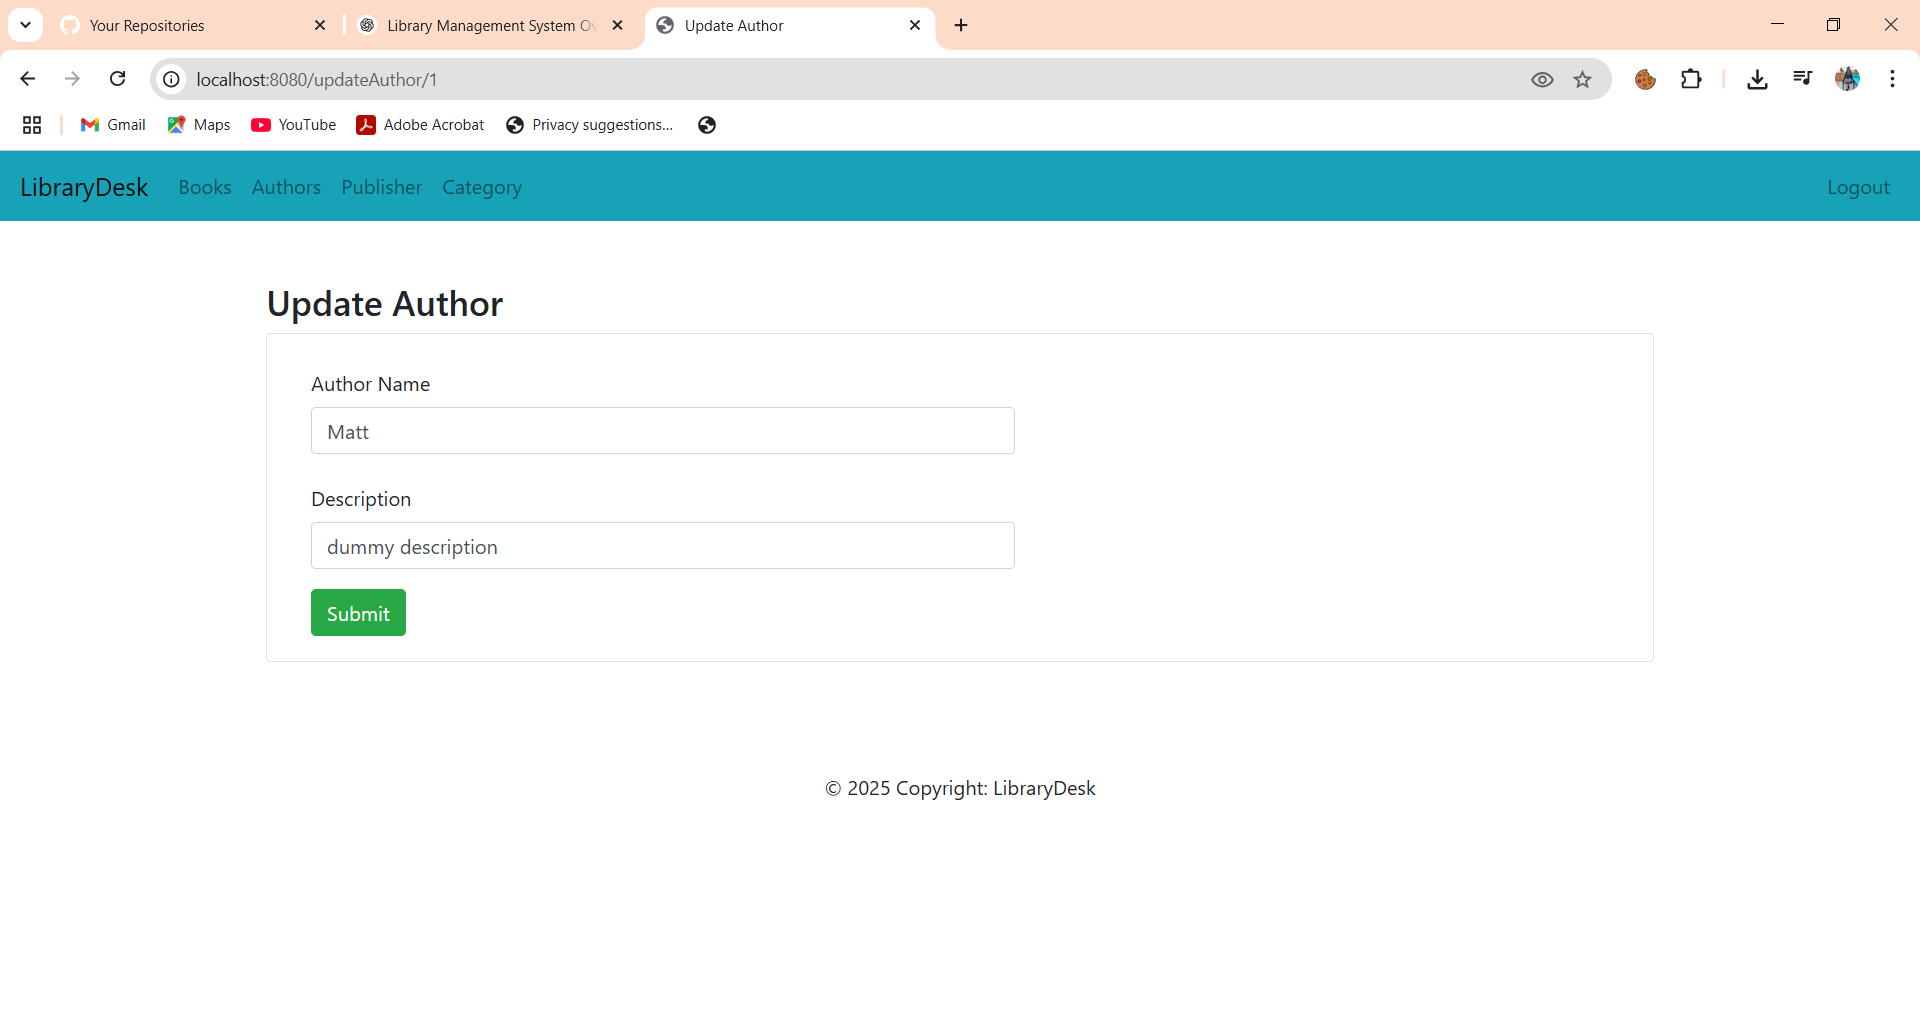 Your Repositories
Library Management System Ov
Update Author
localhost:8080/updateAuthor/1
Gmail
Maps
YouTube
Adobe Acrobat
Privacy suggestions...
LibraryDesk
Books
Authors
Publisher
Category
Logout
Update Author
Author Name
Matt
Description
dummy description
Submit
© 2025 Copyright: LibraryDesk